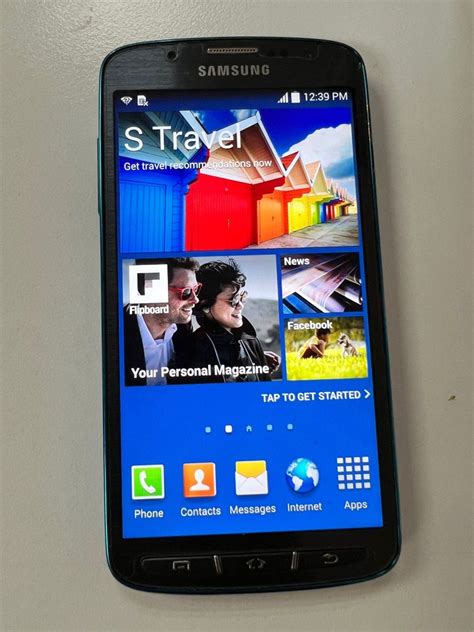 SAMSUNG
12:39 PM
S Travel
Get travel recommendations now
Flipboard
News
Facebook
Your Personal Magazine
TAP TO GET STARTED
Phone
Contacts
Messages
Internet
Apps